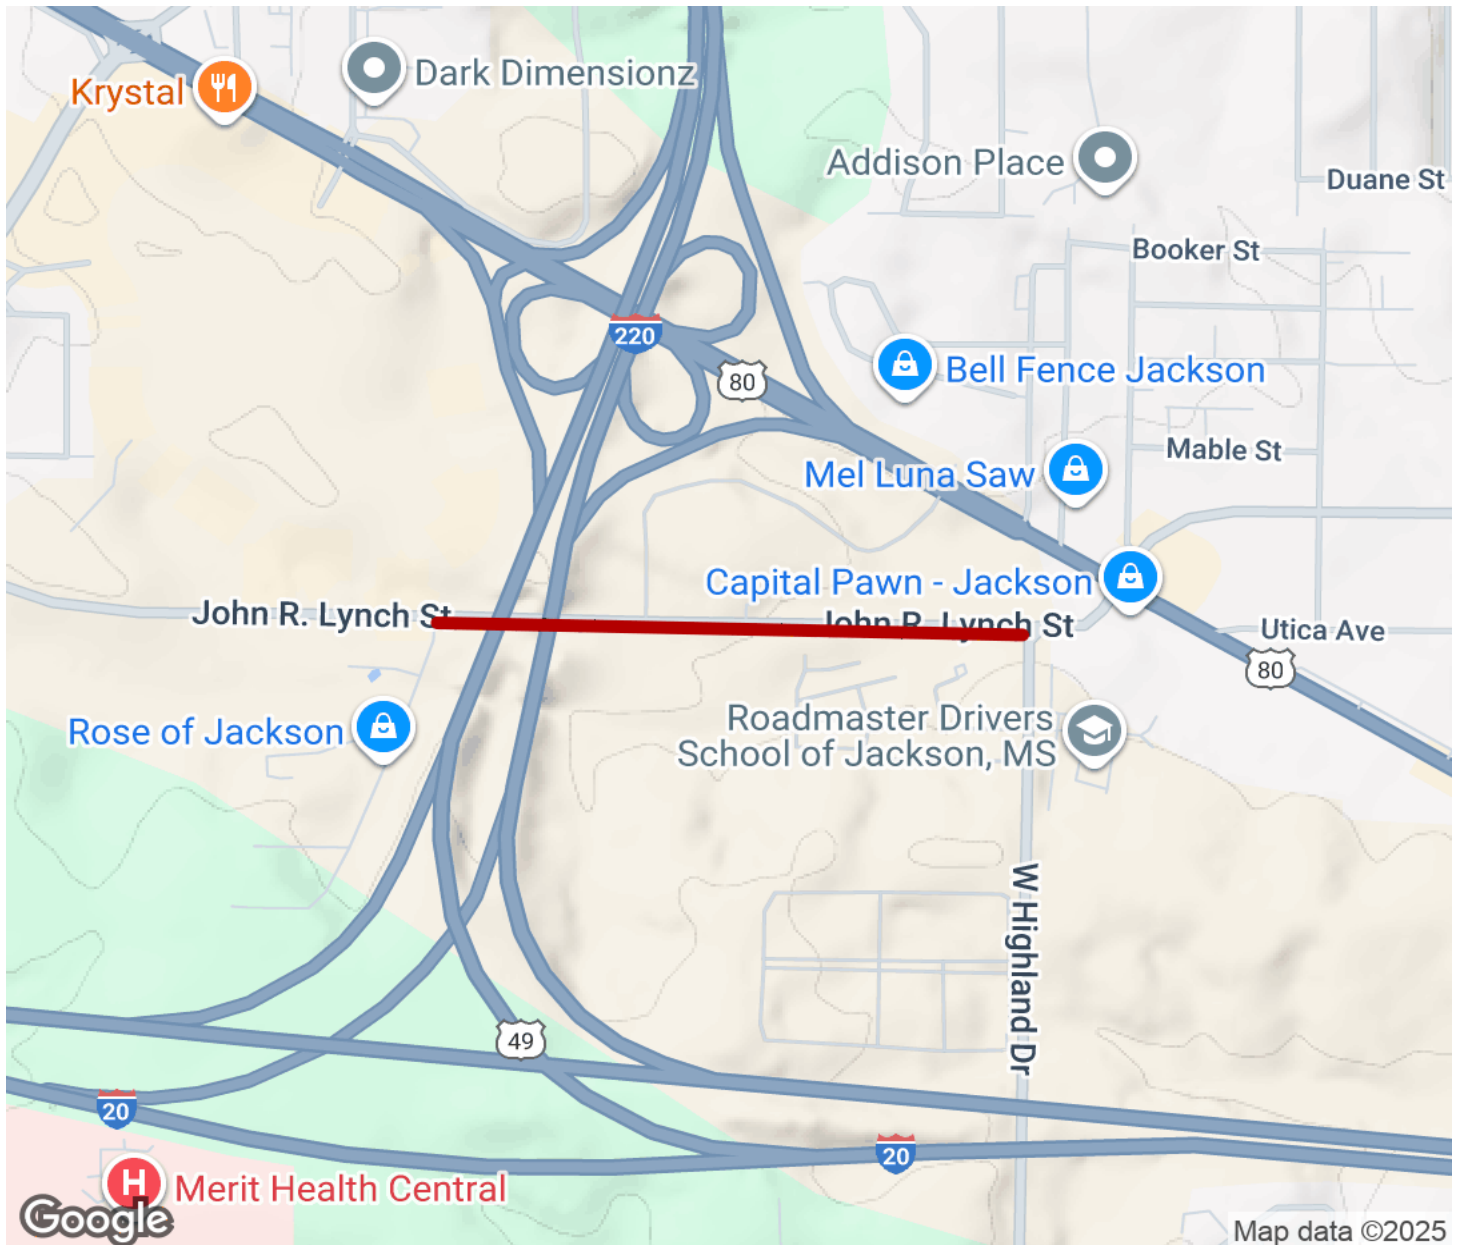 Krystal
Dark Dimensionz
Addison Place
Duane St
Booker St
220
80
Bell Fence Jackson
Mable St
Mel Luna Saw
Capital Pawn - Jackson
John R. Lynch St
John R. Lynch St
Utica Ave
80
Rose of Jackson
Roadmaster Drivers
School of Jackson, MS
W Highland Dr
49
20
20
H
Merit Health Central
Google
Map data ©2025